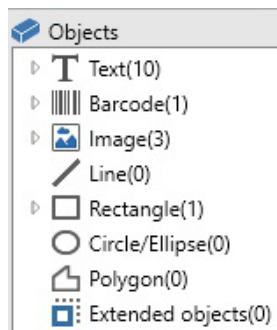 Objects
Text(10)
Barcode(1)
Image(3)
Line(0)
Rectangle(1)
Circle/Ellipse(0)
Polygon(0)
Extended objects(0)